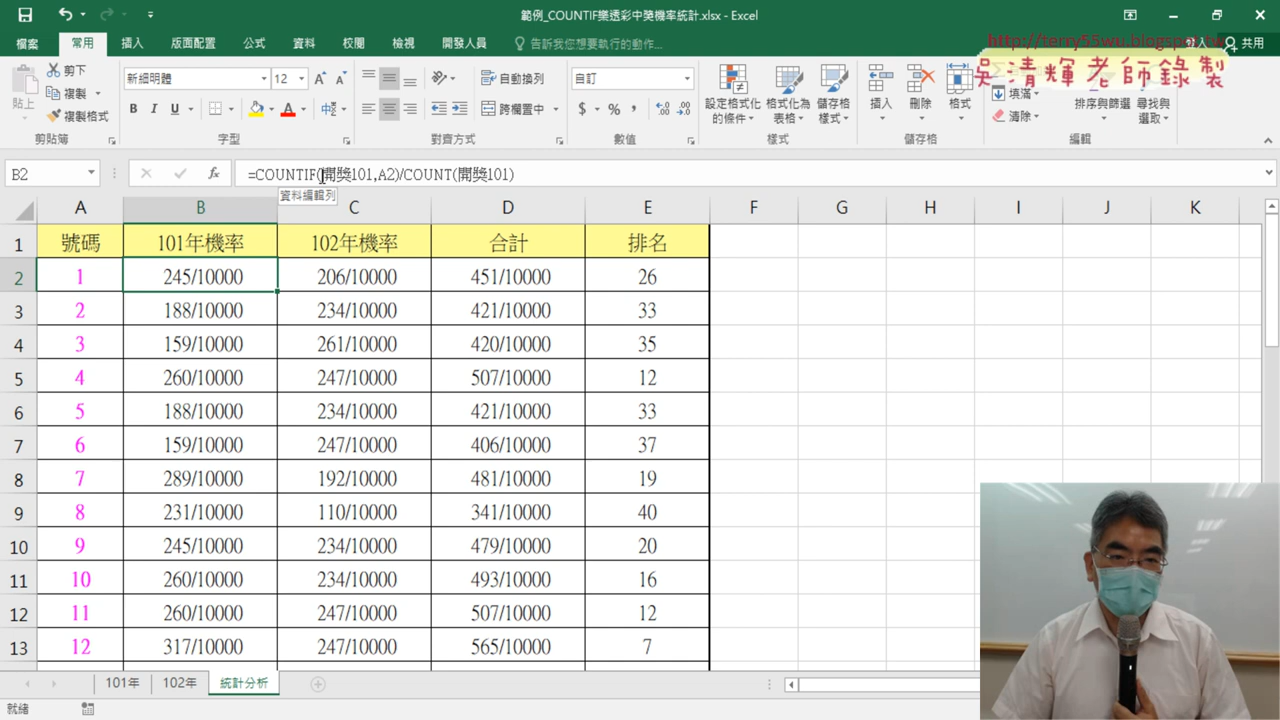 範例_COUNTIF樂透彩中獎機率統計.xlsx - Excel
檔案 常用 插入 版面配置 公式 資料 校閱 檢視 開發人員 告訴我您想要執行的動作... 共用
http://terry55wu.blogspot.tw
吳清輝老師錄製
貼上 剪下 複製 複製格式
新細明體 12 自動換列 跨欄置中 自訂
B I U A $ % ,
設定格式化的條件 格式化為表格 儲存格樣式 插入 刪除 格式 填滿 清除 排序與篩選 尋找與選取
剪貼簿 字型 對齊方式 數值 樣式 儲存格 編輯
B2 fx =COUNTIF(開獎101,A2)/COUNT(開獎101)
資料編輯列
A B C D E F G H I J K
1 號碼 101年機率 102年機率 合計 排名
2 1 245/10000 206/10000 451/10000 26
3 2 188/10000 234/10000 421/10000 33
4 3 159/10000 261/10000 420/10000 35
5 4 260/10000 247/10000 507/10000 12
6 5 188/10000 234/10000 421/10000 33
7 6 159/10000 247/10000 406/10000 37
8 7 289/10000 192/10000 481/10000 19
9 8 231/10000 110/10000 341/10000 40
10 9 245/10000 234/10000 479/10000 20
11 10 260/10000 234/10000 493/10000 16
12 11 260/10000 247/10000 507/10000 12
13 12 317/10000 247/10000 565/10000 7
101年 102年 統計分析
就緒